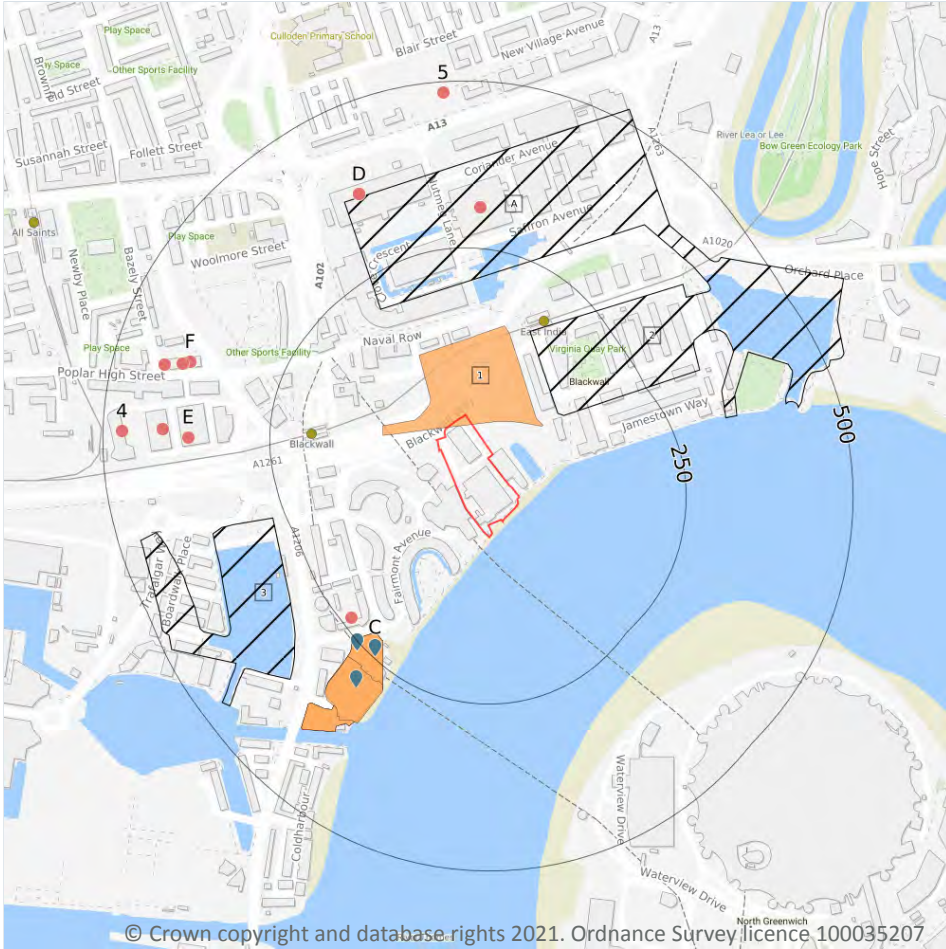 Play Space
Culloden Primary School
Blair Street
New Village Avenue
A13
Other Sports Facility
5
A13
Susannah Street
Follett Street
A1263
River Lea or Lee
Bow Green Ecology Park
Hope Street
D
Coriander Avenue
Nutmeg Lane
A
Saffron Avenue
All Saints
Play Space
Woolmore Street
Newby Place
Bazely Street
A102
Crescent
A1020
Orchard Place
Naval Row
East India
Virginia Quay Park
2
Blackwall
F
Play Space
Other Sports Facility
Poplar High Street
1
4
E
Blackwall
A1261
Jamestown Way
500
250
A1206
Fairmont Avenue
Boardwalk Place
3
C
Coldharbour
Waterview Drive
Waterview Drive
North Greenwich
© Crown copyright and database rights 2021. Ordnance Survey licence 100035207